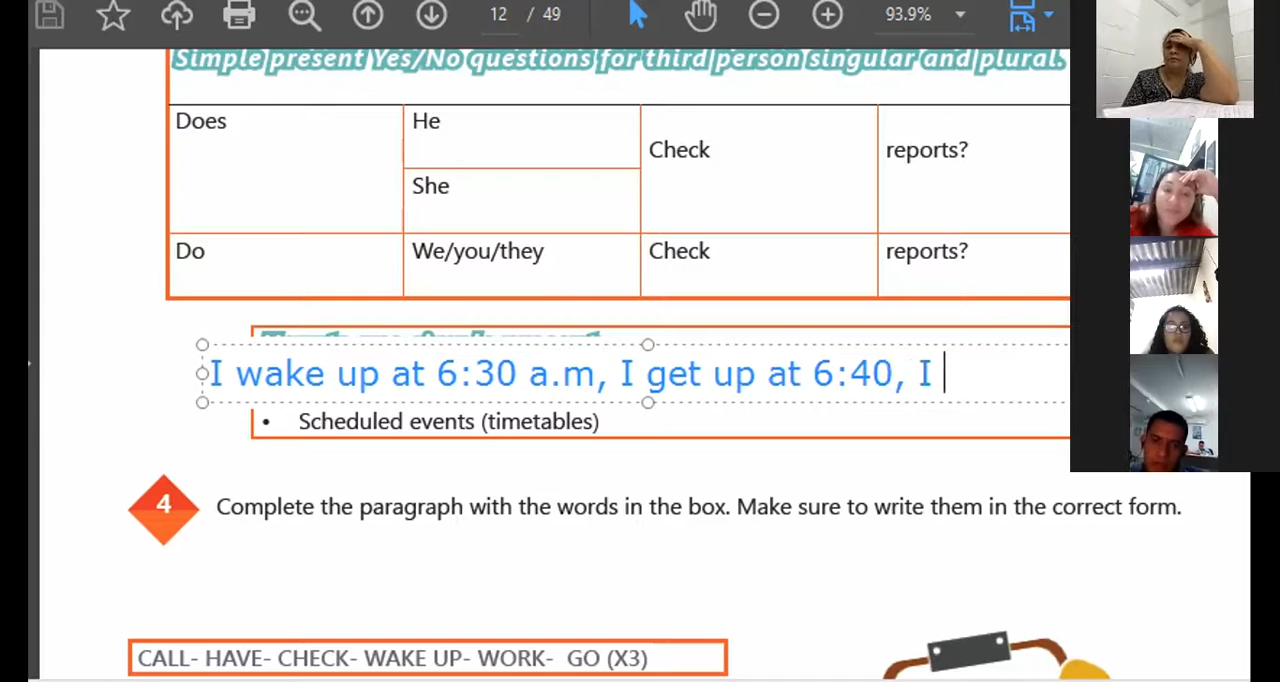 12 / 49
93.9%
Simple present Yes/No questions for third person singular and plural.
Does He Check reports?
She
Do We/you/they Check reports?
I wake up at 6:30 a.m, I get up at 6:40, I
• Scheduled events (timetables)
4 Complete the paragraph with the words in the box. Make sure to write them in the correct form.
CALL- HAVE- CHECK- WAKE UP- WORK- GO (X3)